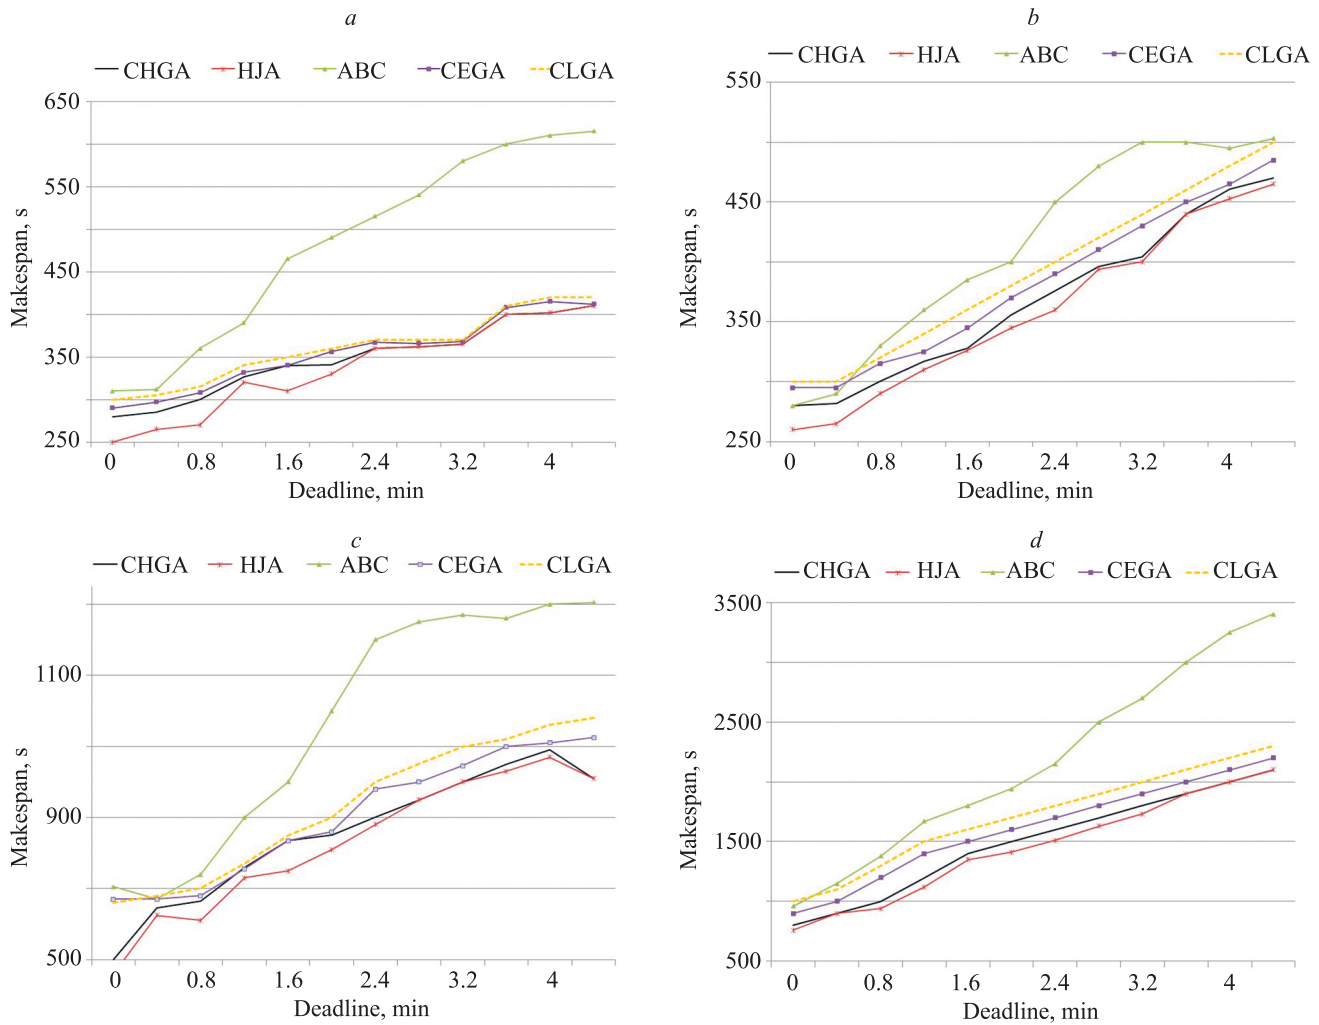 a
CHGA HJA ABC CEGA CLGA
650
550
450
350
250
Makespan, s
0 0.8 1.6 2.4 3.2 4
Deadline, min
b
CHGA HJA ABC CEGA CLGA
550
450
350
250
Makespan, s
0 0.8 1.6 2.4 3.2 4
Deadline, min
c
CHGA HJA ABC CEGA CLGA
1100
900
500
Makespan, s
0 0.8 1.6 2.4 3.2 4
Deadline, min
d
CHGA HJA ABC CEGA CLGA
3500
2500
1500
500
Makespan, s
0 0.8 1.6 2.4 3.2 4
Deadline, min